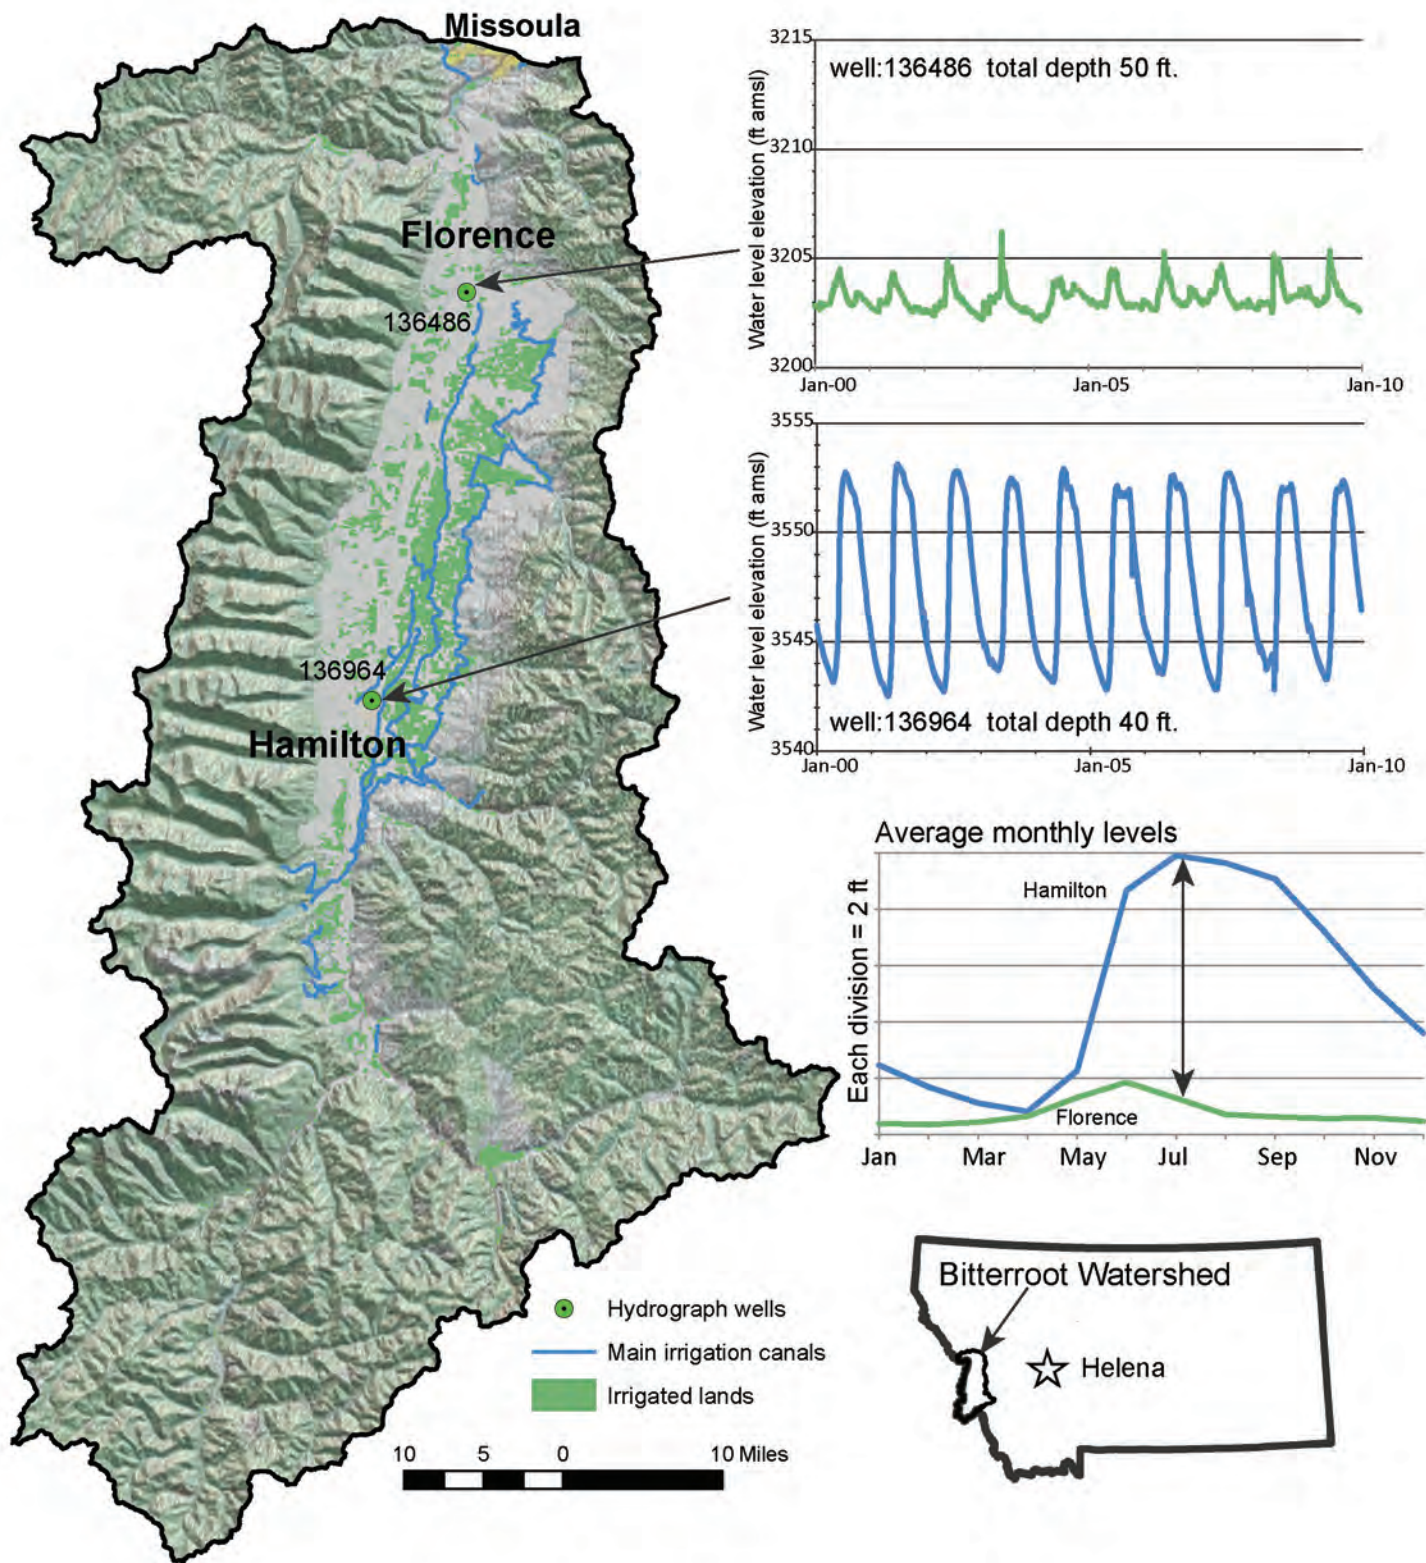 Missoula
Florence
136486
136964
Hamilton
Hydrograph wells
Main irrigation canals
Irrigated lands
10 5 0 10 Miles
3215
well:136486 total depth 50 ft.
3210
3205
3200
Water level elevation (ft amsl)
Jan-00 Jan-05 Jan-10
3555
3550
3545
3540
Water level elevation (ft amsl)
well:136964 total depth 40 ft.
Jan-00 Jan-05 Jan-10
Average monthly levels
Each division = 2 ft
Hamilton
Florence
Jan Mar May Jul Sep Nov
Bitterroot Watershed
Helena